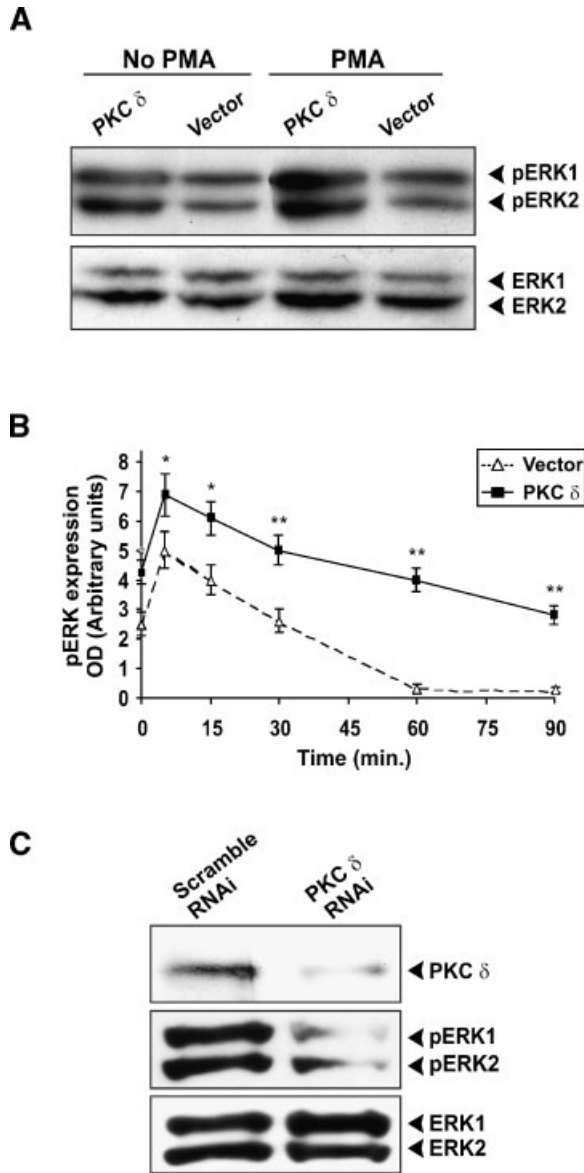 A
No PMA PMA
PKC δ Vector PKC δ Vector
pERK1
pERK2
ERK1
ERK2
B
Vector
PKC δ
8
7
6
5
4
3
2
1
0
* * ** ** **
pERK expression
OD (Arbitrary units)
0 15 30 45 60 75 90
Time (min.)
C
Scramble
RNAi
PKC δ
RNAi
PKC δ
pERK1
pERK2
ERK1
ERK2